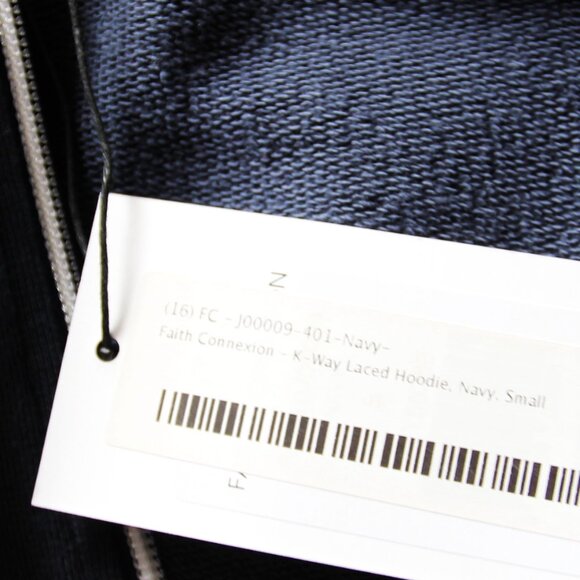 N
(16) FC - J00009-401-Navy-
Faith Connexion - K-Way Laced Hoodie, Navy, Small
F